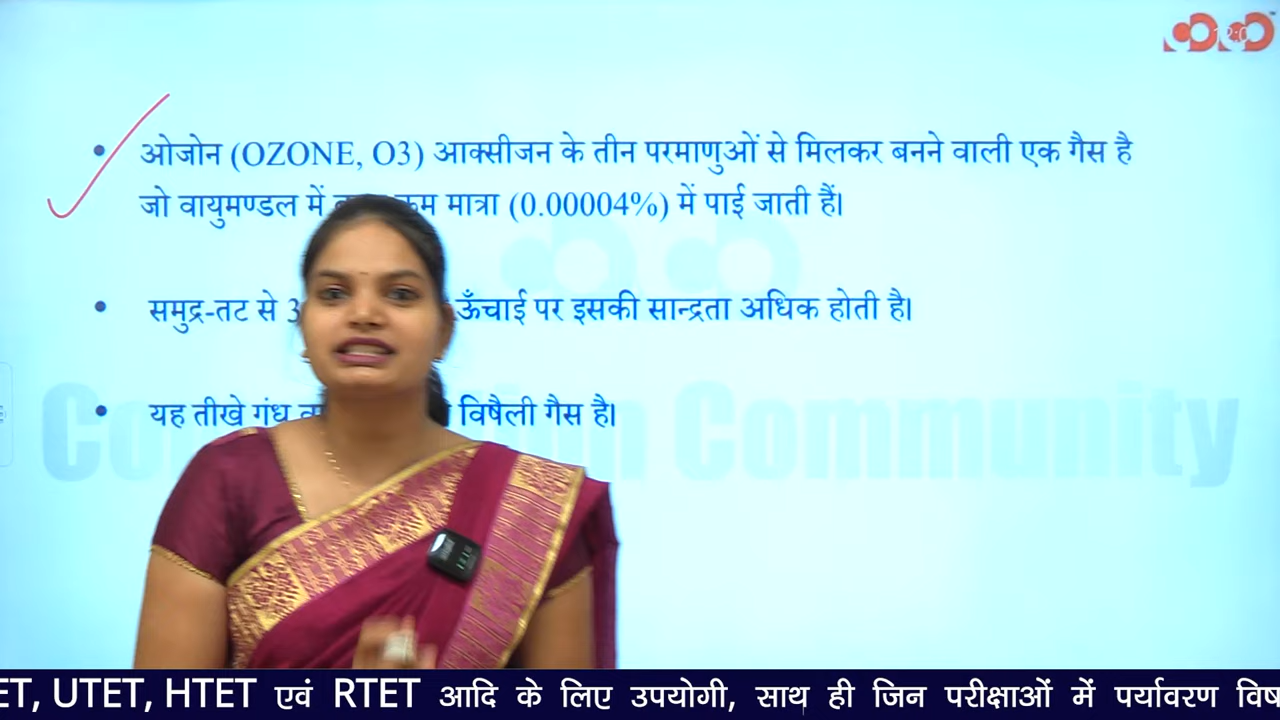 ओजोन (OZONE, O3) आक्सीजन के तीन परमाणुओं से मिलकर बनने वाली एक गैस है
जो वायुमण्डल में कम मात्रा (0.00004%) में पाई जाती हैं।
समुद्र-तट से 3 ऊँचाई पर इसकी सान्द्रता अधिक होती है।
यह तीखे गंध विषैली गैस है।
Community
ET, UTET, HTET एवं RTET आदि के लिए उपयोगी, साथ ही जिन परीक्षाओं में पर्यावरण विष